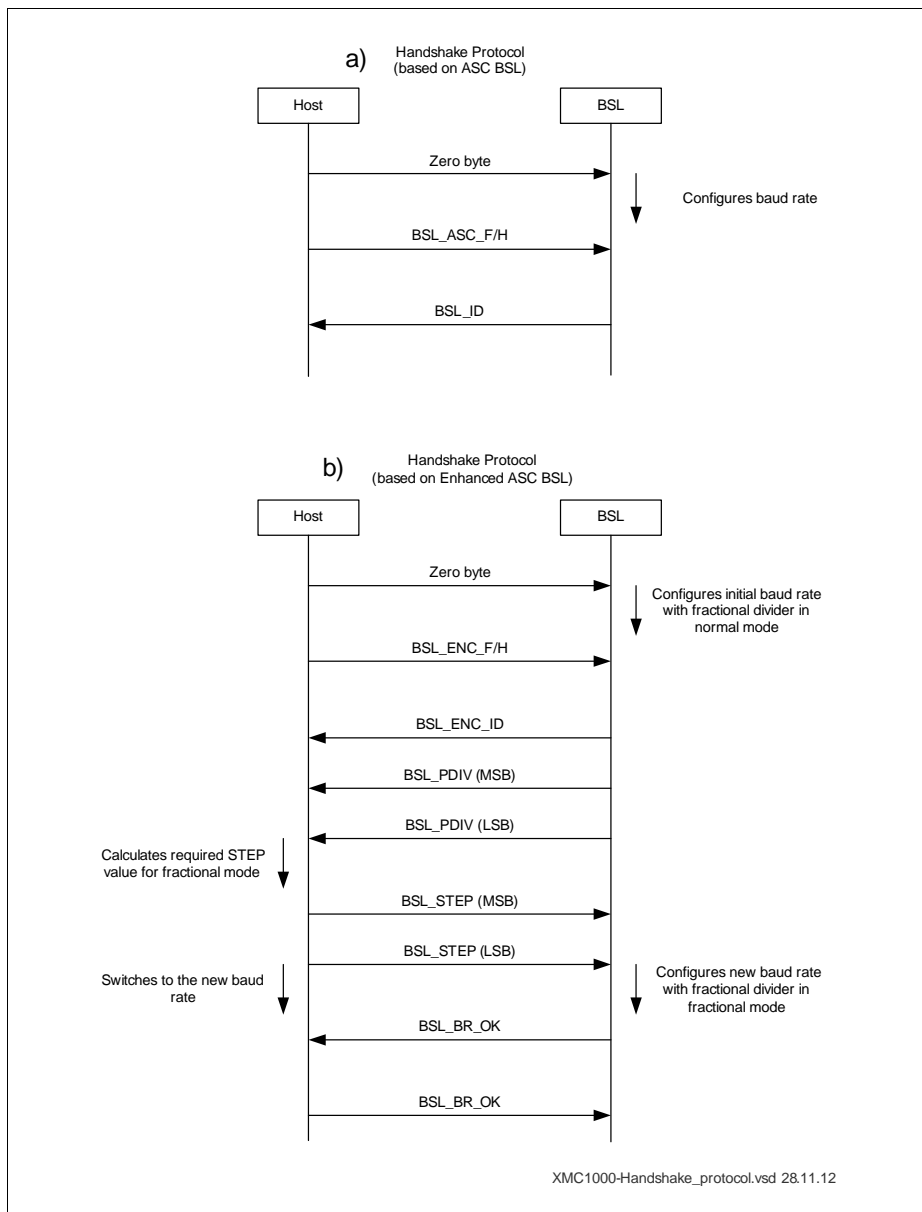 a)
Handshake Protocol
(based on ASC BSL)
Host
BSL
Zero byte
Configures baud rate
BSL_ASC_F/H
BSL_ID
b)
Handshake Protocol
(based on Enhanced ASC BSL)
Host
BSL
Zero byte
Configures initial baud rate
with fractional divider in
normal mode
BSL_ENC_F/H
BSL_ENC_ID
BSL_PDIV (MSB)
BSL_PDIV (LSB)
Calculates required STEP
value for fractional mode
BSL_STEP (MSB)
BSL_STEP (LSB)
Switches to the new baud
rate
Configures new baud rate
with fractional divider in
fractional mode
BSL_BR_OK
BSL_BR_OK
XMC1000-Handshake_protocol.vsd 28.11.12